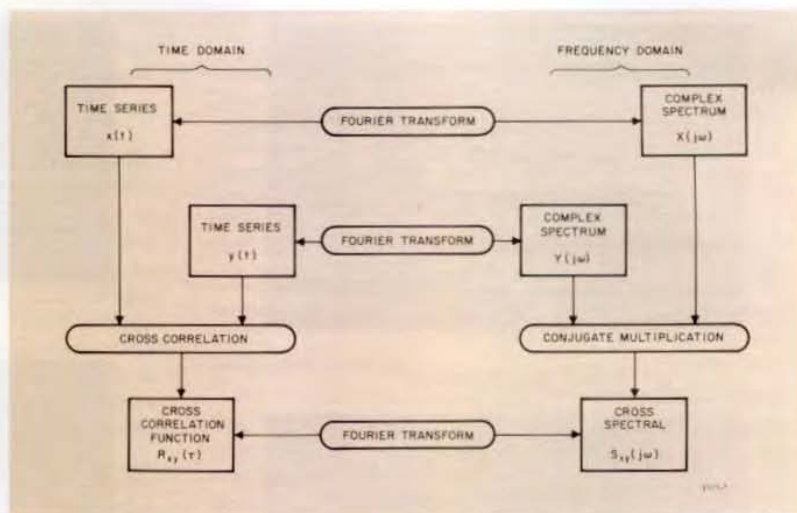 TIME DOMAIN
FREQUENCY DOMAIN
TIME SERIES
x(t)
FOURIER TRANSFORM
COMPLEX
SPECTRUM
X(jω)
TIME SERIES
y(t)
FOURIER TRANSFORM
COMPLEX
SPECTRUM
Y(jω)
CROSS CORRELATION
CONJUGATE MULTIPLICATION
CROSS
CORRELATION
FUNCTION
Rxy(τ)
FOURIER TRANSFORM
CROSS
SPECTRAL
Sxy(jω)